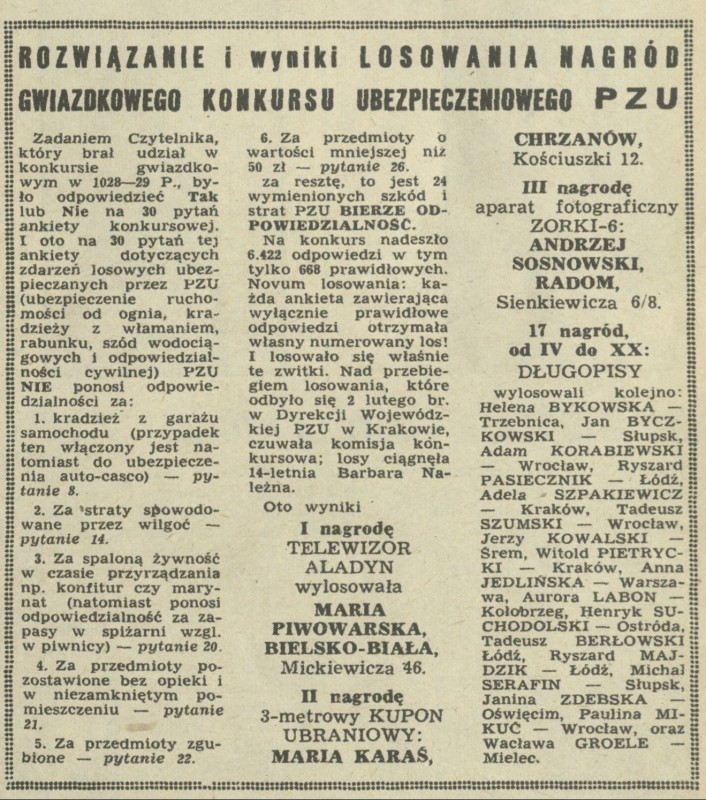 ROZWIĄZANIE i wyniki LOSOWANIA NAGRÓD
GWIAZDKOWEGO KONKURSU UBEZPIECZENIOWEGO PZU
Zadaniem Czytelnika,
który brał udział w
konkursie gwiazdko-
wym w 1028—29 P., by-
ło odpowiedzieć Tak
lub Nie na 30 pytań
ankiety konkursowej.
I oto na 30 pytań tej
ankiety dotyczących
zdarzeń losowych ubez-
pieczanych przez PZU
(ubezpieczenie rucho-
mości od ognia, kra-
dzieży z włamaniem,
rabunku, szód wodocią-
gowych i odpowiedzial-
ności cywilnej) PZU
NIE ponosi odpowie-
dzialności za:
1. kradzież z garażu
samochodu (przypadek
ten włączony jest na-
tomiast do ubezpiecze-
nia auto-casco) — py-
tanie 8.
2. Za straty spowodo-
wane przez wilgoć —
pytanie 14.
3. Za spaloną żywność
w czasie przyrządzania
np. konfitur czy mary-
nat (natomiast ponosi
odpowiedzialność za za-
pasy w spiżarni wzgl.
w piwnicy) — pytanie 20.
4. Za przedmioty po-
zostawione bez opieki i
w niezamkniętym po-
mieszczeniu — pytanie
21.
5. Za przedmioty zgu-
bione — pytanie 22.
6. Za przedmioty o
wartości mniejszej niż
50 zł — pytanie 26.
za resztę, to jest 24
wymienionych szkód i
strat PZU BIERZE OD-
POWIEDZIALNOŚĆ.
Na konkurs nadeszło
6.422 odpowiedzi w tym
tylko 668 prawidłowych.
Novum losowania: ka-
żda ankieta zawierająca
wyłącznie prawidłowe
odpowiedzi otrzymała
własny numerowany los!
I losowało się właśnie
te zwitki. Nad przebie-
giem losowania, które
odbyło się 2 lutego br.
w Dyrekcji Wojewódz-
kiej PZU w Krakowie,
czuwała komisja kon-
kursowa; losy ciągnęła
14-letnia Barbara Na-
leżna.
Oto wyniki
I nagrodę
TELEWIZOR
ALADYN
wylosowała
MARIA
PIWOWARSKA,
BIELSKO-BIAŁA,
Mickiewicza 46.
II nagrodę
3-metrowy KUPON
UBRANIOWY:
MARIA KARAŚ,
CHRZANÓW,
Kościuszki 12.
III nagrodę
aparat fotograficzny
ZORKI-6:
ANDRZEJ
SOSNOWSKI,
RADOM,
Sienkiewicza 6/8.
17 nagród,
od IV do XX:
DŁUGOPISY
wylosowali kolejno:
Helena BYKOWSKA —
Trzebnica, Jan BYCZ-
KOWSKI — Słupsk,
Adam KORABIEWSKI
— Wrocław, Ryszard
PASIECZNIK — Łódź,
Adela SZPAKIEWICZ
— Kraków, Tadeusz
SZUMSKI — Wrocław,
Jerzy KOWALSKI —
Śrem, Witold PIETRYC-
KI — Kraków, Anna
JEDLIŃSKA — Warsza-
wa, Aurora LABON —
Kołobrzeg, Henryk SU-
CHODOLSKI — Ostróda,
Tadeusz BERŁOWSKI
Łódź, Ryszard MAJ-
DZIK — Łódź, Michał
SERAFIN — Słupsk,
Janina ZDEBSKA —
Oświęcim, Paulina MI-
KUĆ — Wrocław, oraz
Wacława GROELE —
Mielec.